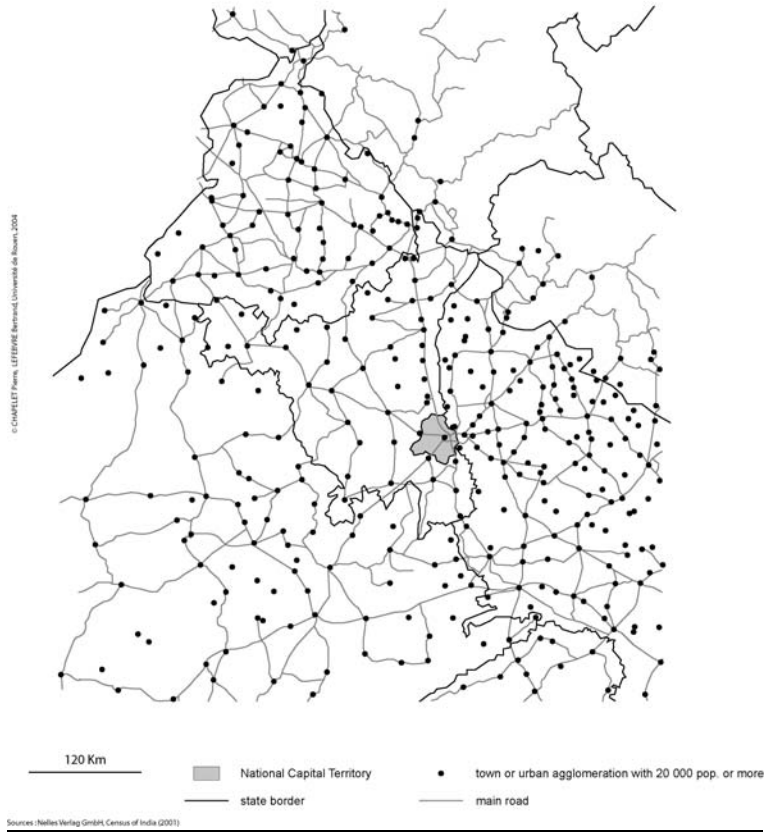 © CHAPELET Pierre, LEFEBVRE Bertrand, Université de Rouen, 2004
120 Km
National Capital Territory
town or urban agglomeration with 20 000 pop. or more
state border
main road
Sources : Nelles Verlag GmbH, Census of India (2001)